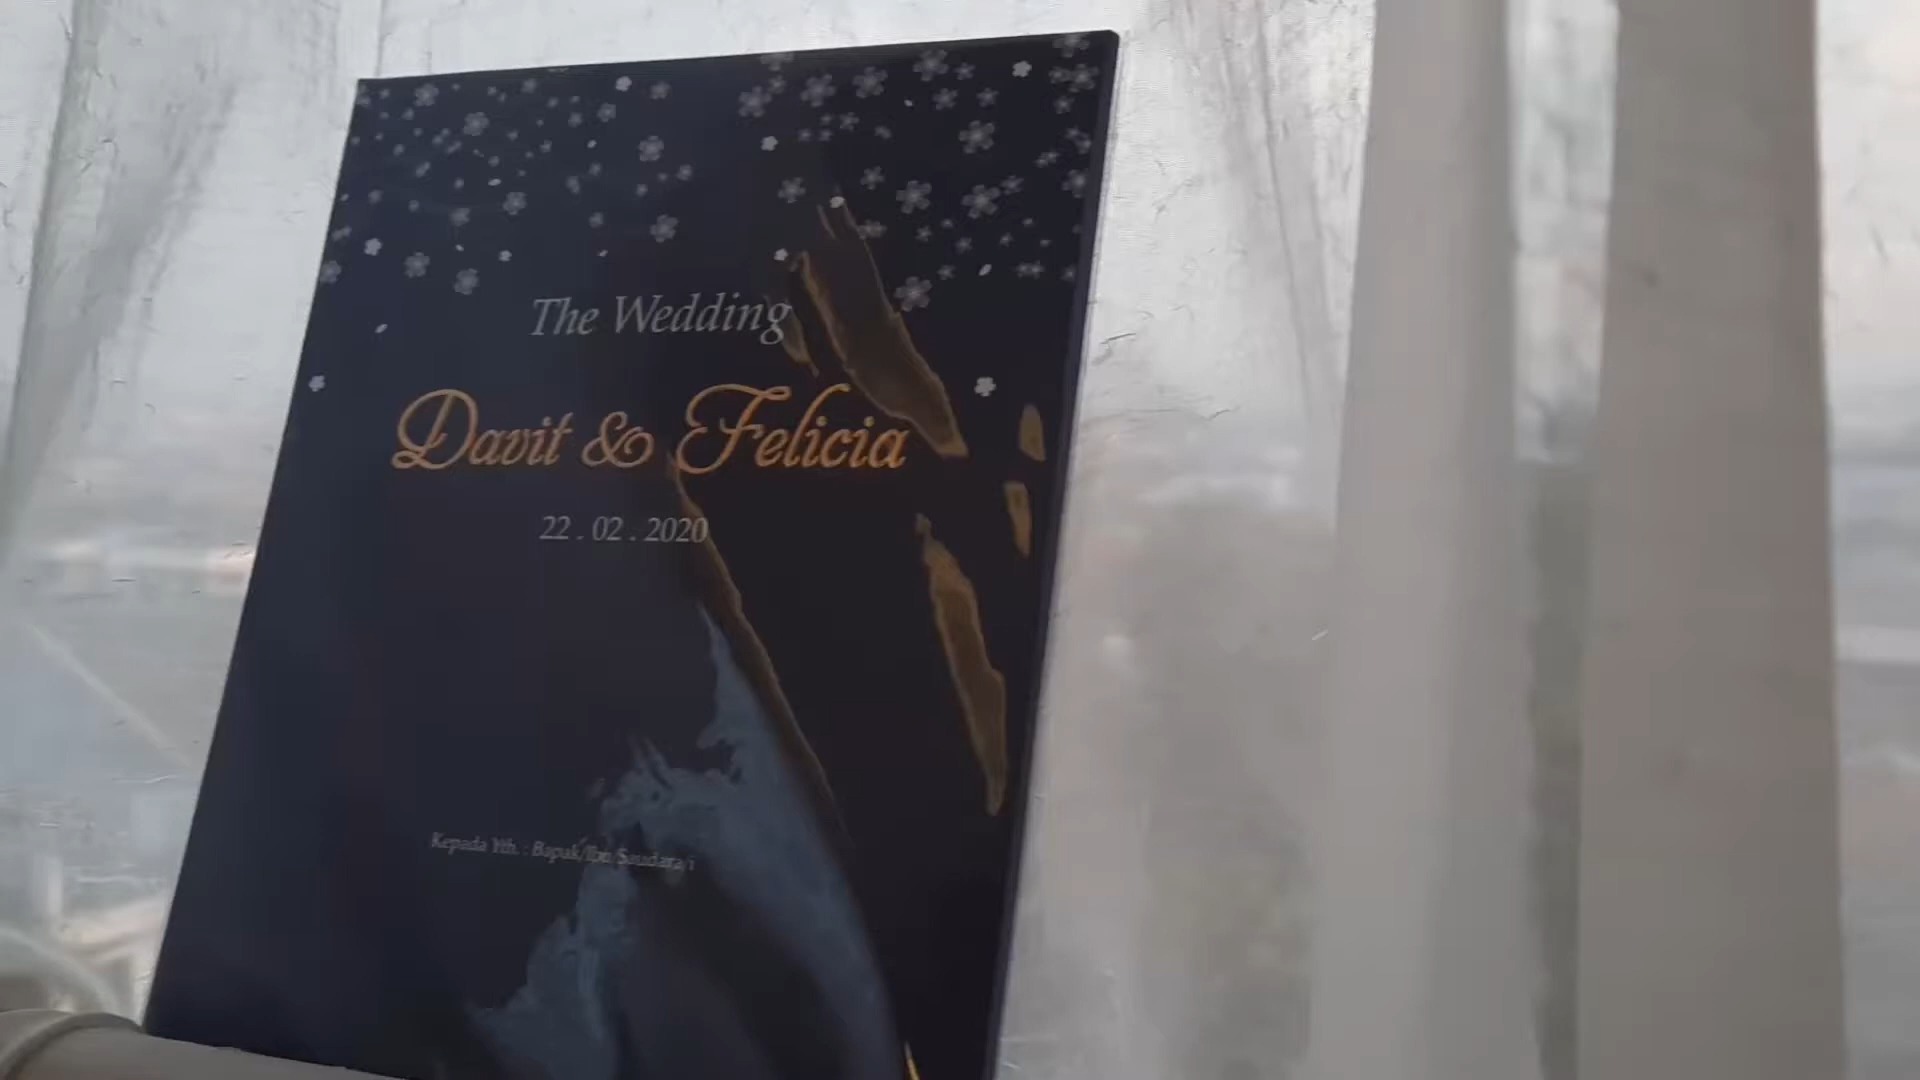 The Wedding
Davit & Felicia
22 . 02 . 2020
Kepada Yth. : Bapak/Ibu/Saudara/i